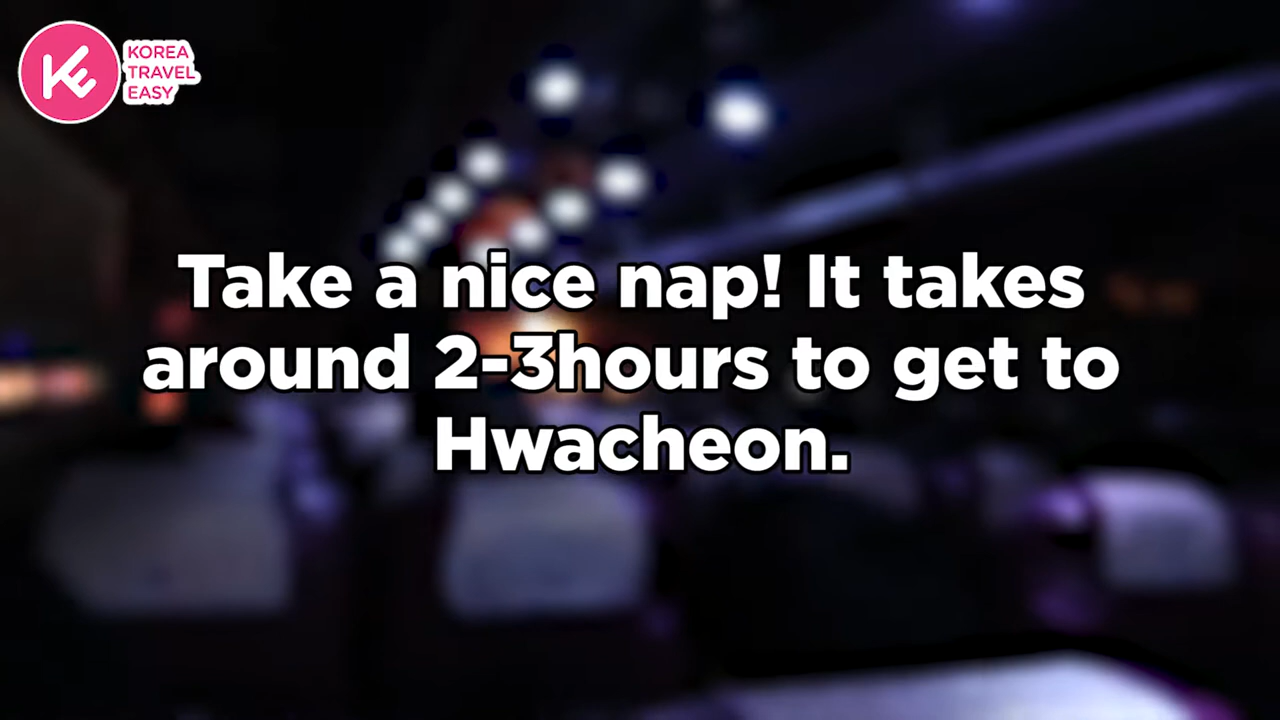 KOREA
TRAVEL
EASY
Take a nice nap! It takes
around 2-3hours to get to
Hwacheon.